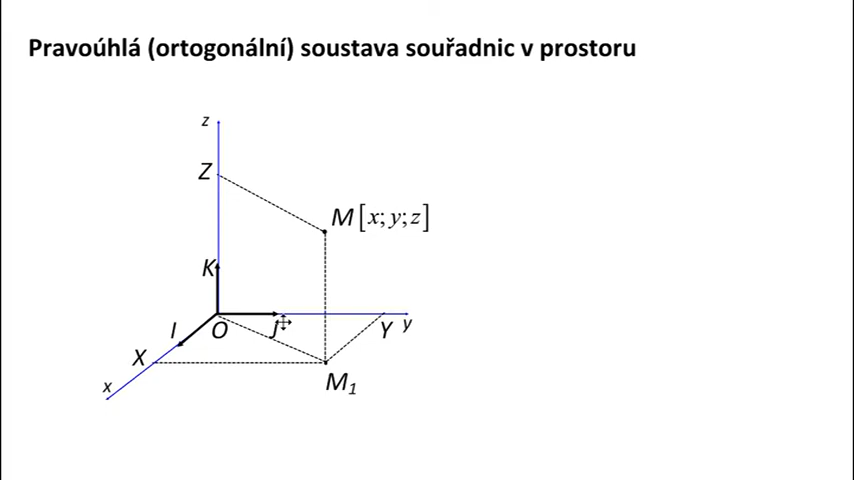 Pravoúhlá (ortogonální) soustava souřadnic v prostoru
z
Z
M [x; y; z]
K
I
O
J
Y
y
X
x
M₁